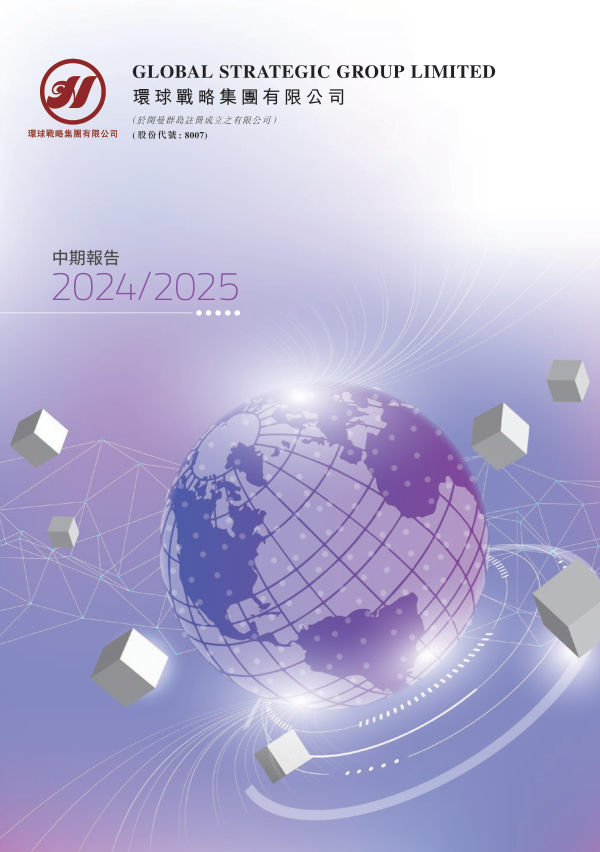 GLOBAL STRATEGIC GROUP LIMITED
環球戰略集團有限公司
(於開曼群島註冊成立之有限公司)
(股份代號: 8007)
環球戰略集團有限公司
中期報告
2024/2025